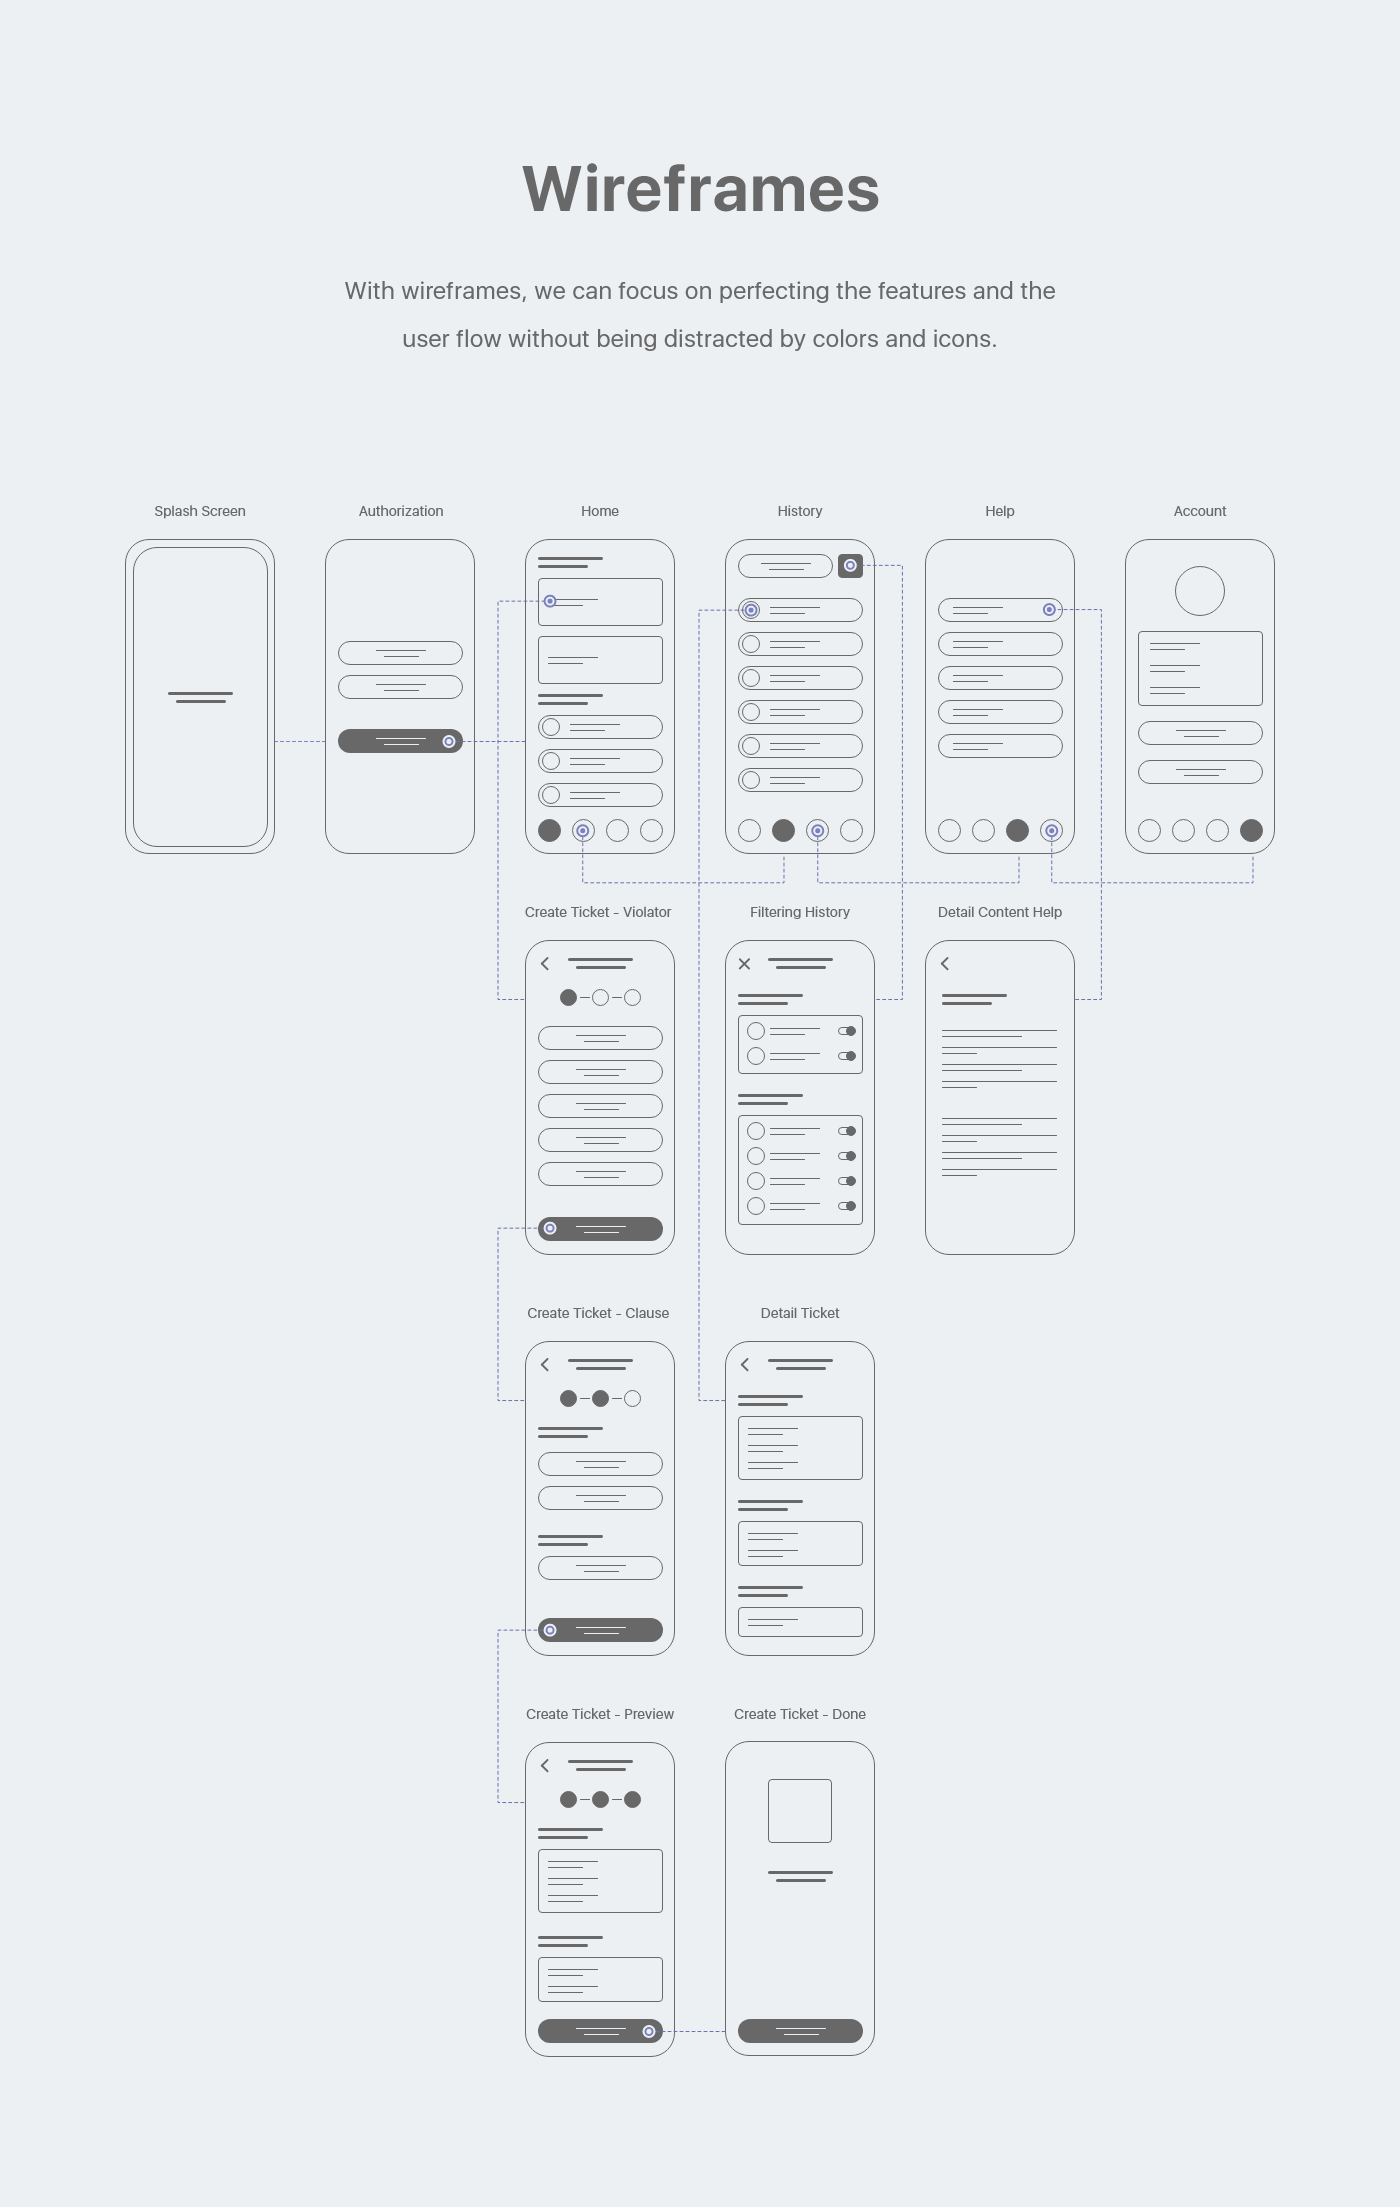 Wireframes
With wireframes, we can focus on perfecting the features and the
user flow without being distracted by colors and icons.
Splash Screen
Authorization
Home
History
Help
Account
Create Ticket - Violator
Filtering History
Detail Content Help
Create Ticket - Clause
Detail Ticket
Create Ticket - Preview
Create Ticket - Done